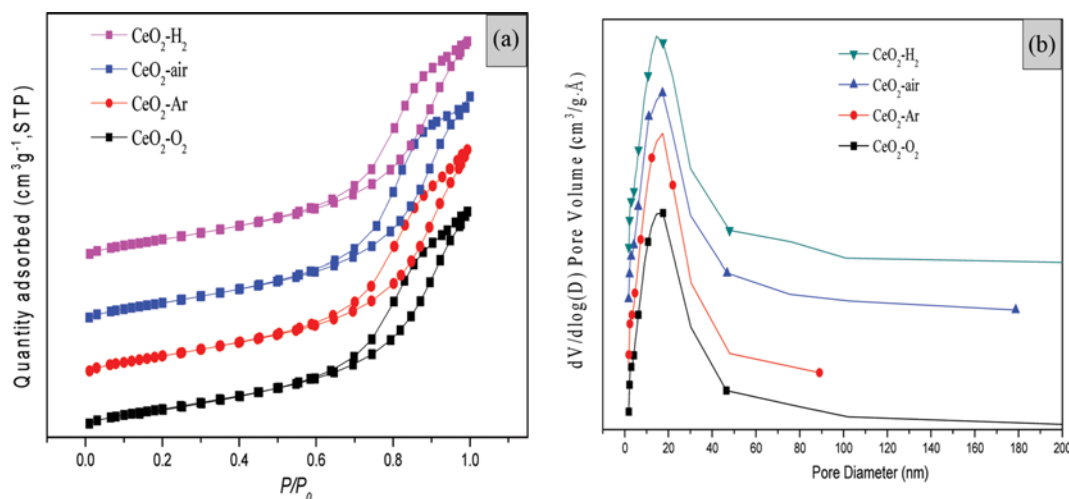 (a)
CeO₂-H₂
CeO₂-air
CeO₂-Ar
CeO₂-O₂
Quantity adsorbed (cm³g⁻¹,STP)
0.0 0.2 0.4 0.6 0.8 1.0
P/P₀
(b)
CeO₂-H₂
CeO₂-air
CeO₂-Ar
CeO₂-O₂
dV/dlog(D) Pore Volume (cm³/g·Å)
0 20 40 60 80 100 120 140 160 180 200
Pore Diameter (nm)